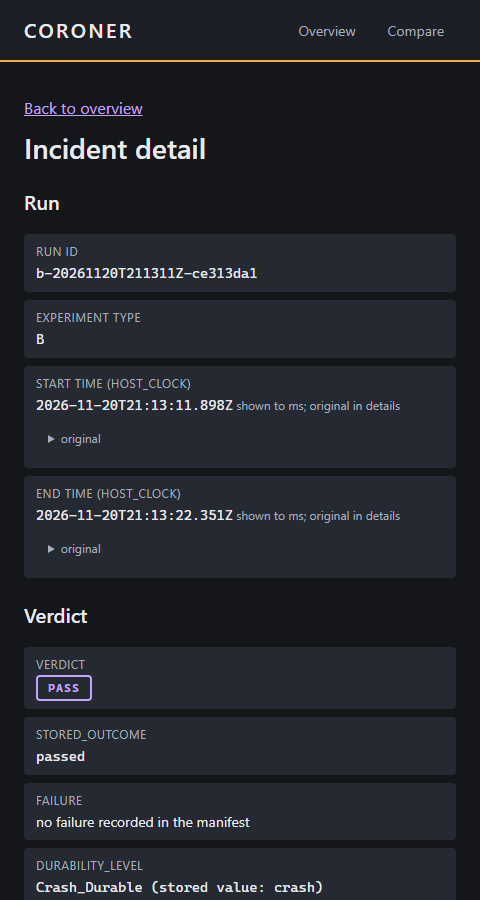 CORONER
Overview
Compare
Back to overview
Incident detail
Run
RUN ID
b-20261120T211311Z-ce313da1
EXPERIMENT TYPE
B
START TIME (HOST_CLOCK)
2026-11-20T21:13:11.898Z shown to ms; original in details
original
END TIME (HOST_CLOCK)
2026-11-20T21:13:22.351Z shown to ms; original in details
original
Verdict
VERDICT
PASS
STORED_OUTCOME
passed
FAILURE
no failure recorded in the manifest
DURABILITY_LEVEL
Crash_Durable (stored value: crash)